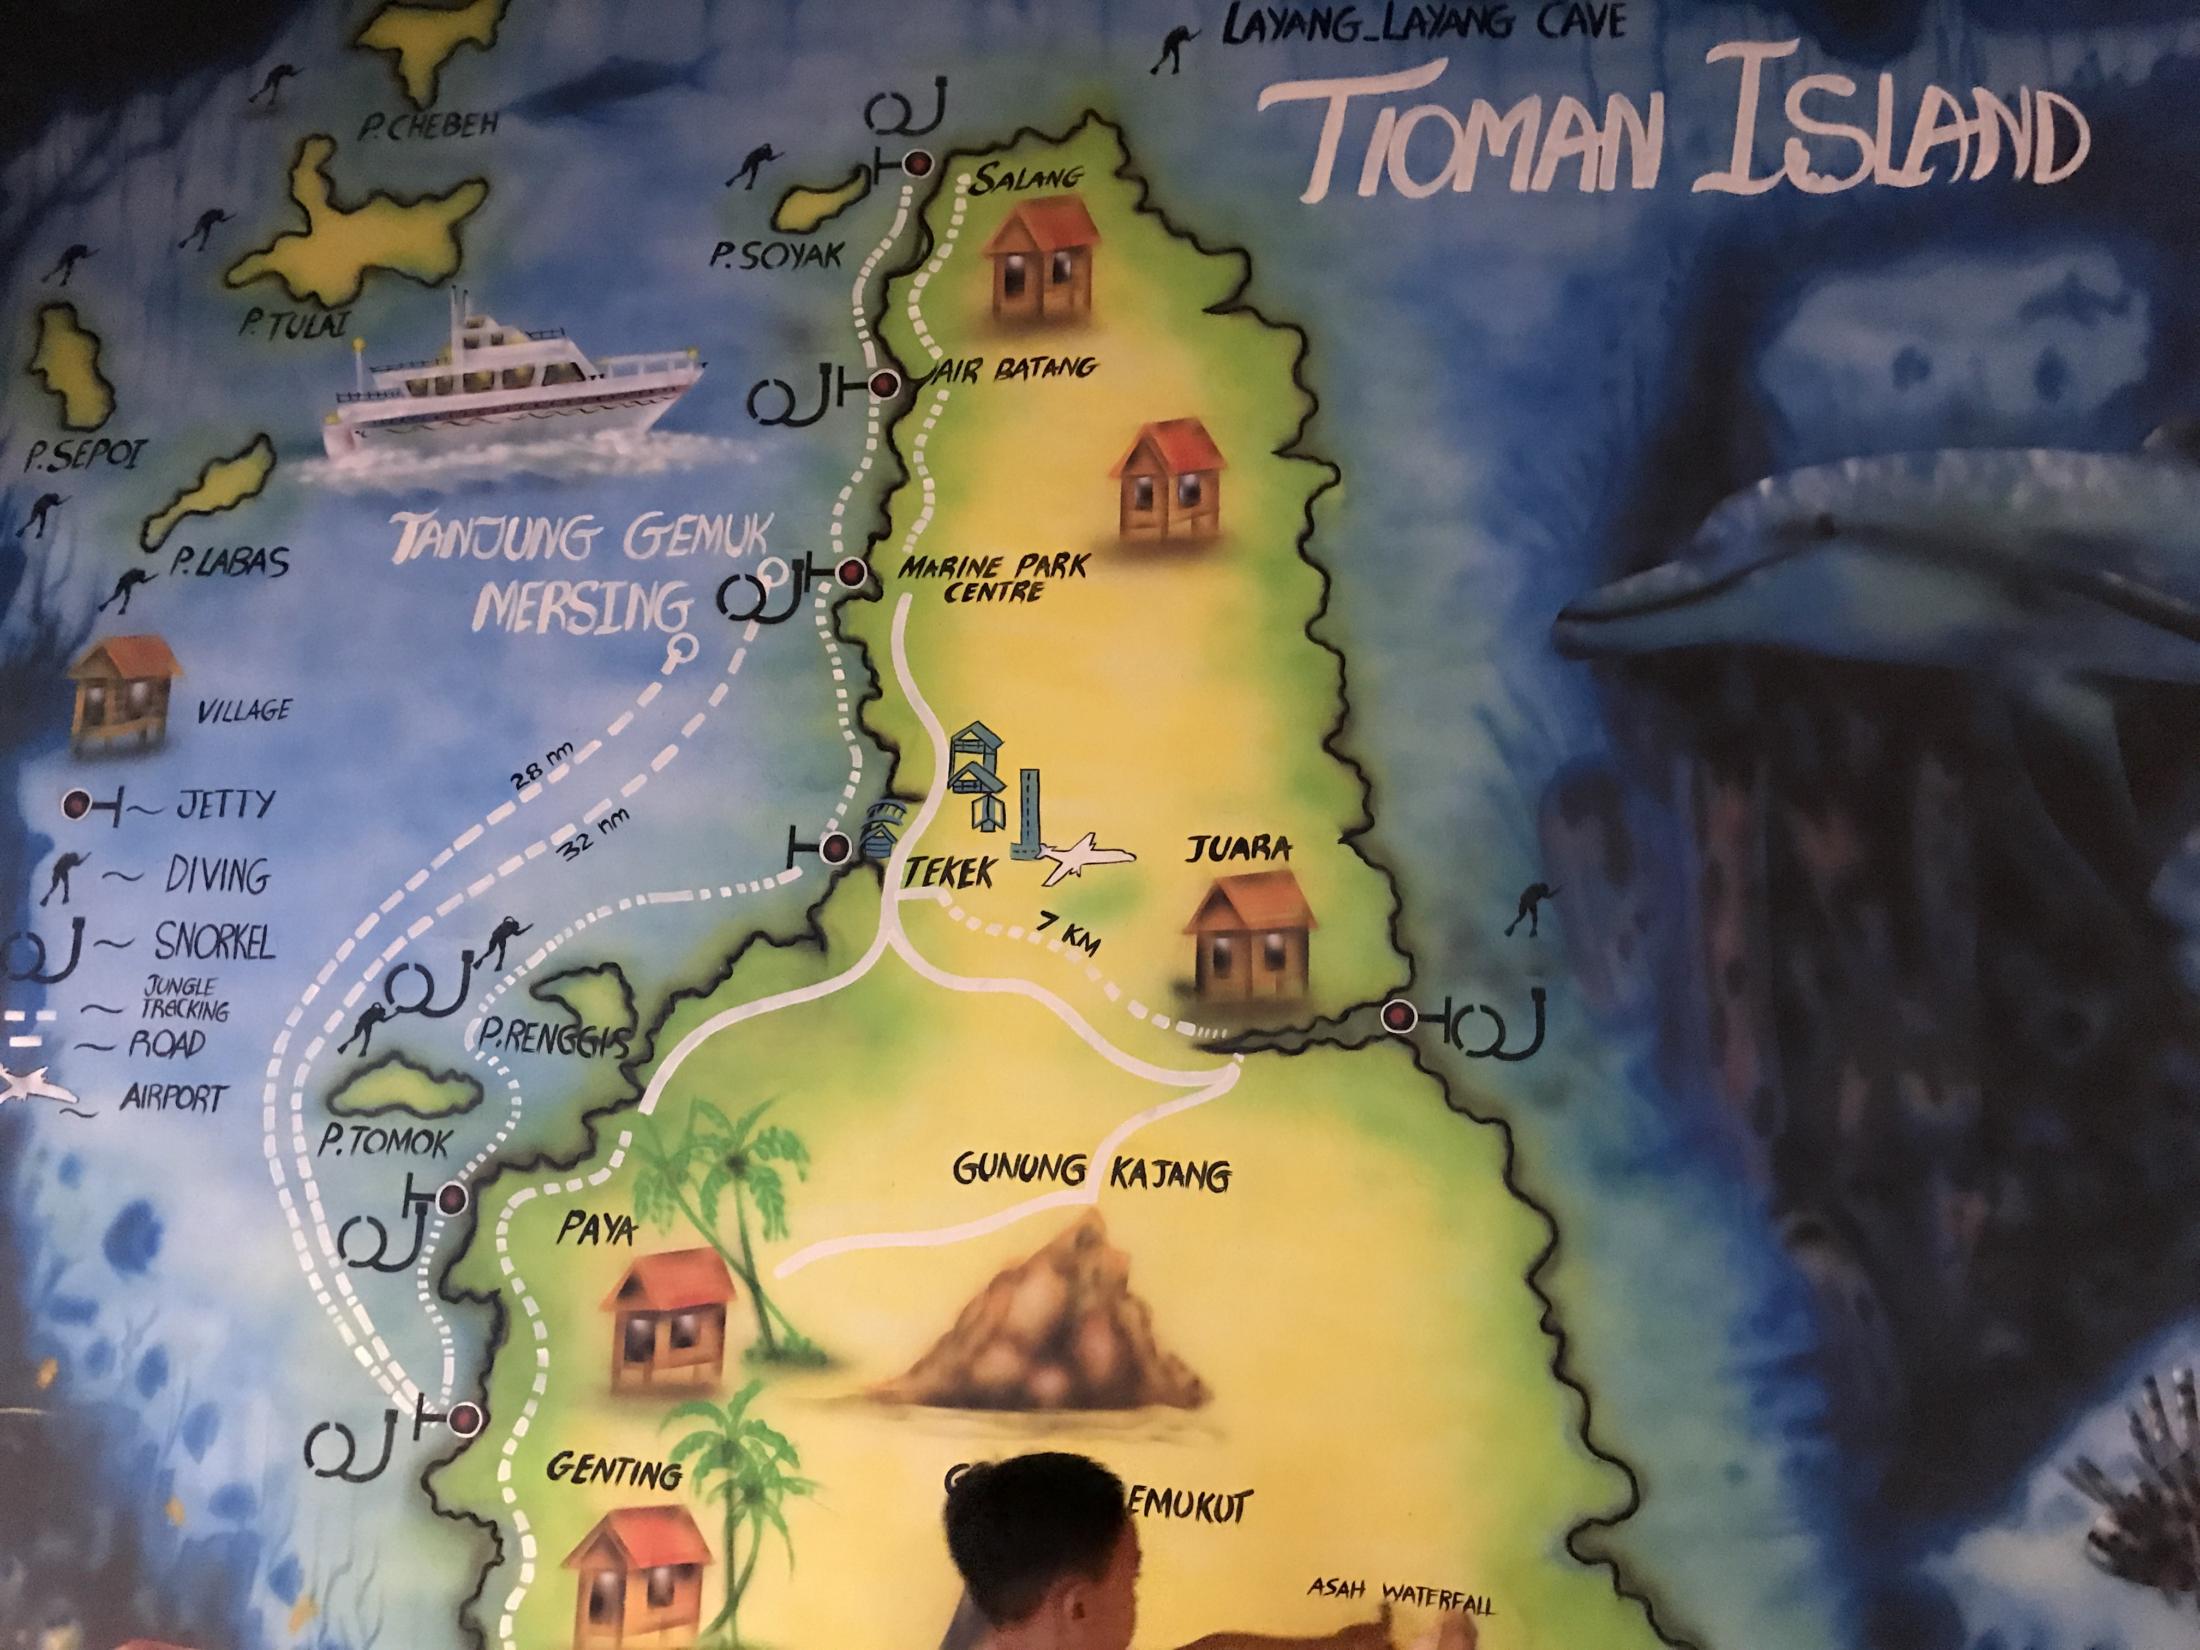 LAYANG_LAYANG CAVE
TIOMAN ISLAND
P. CHEBEH
SALANG
P. SOYAK
P. TULAI
AIR BATANG
P. SEPOI
TANJUNG GEMUK
P. LABAS
MARINE PARK
CENTRE
MERSING
VILLAGE
28 nm
JETTY
32 nm
JUARA
DIVING
TEKEK
7 KM
SNORKEL
JUNGLE
TRACKING
P. RENGGIS
ROAD
AIRPORT
P. TOMOK
GUNUNG KAJANG
PAYA
GENTING
EMUKUT
ASAH WATERFALL